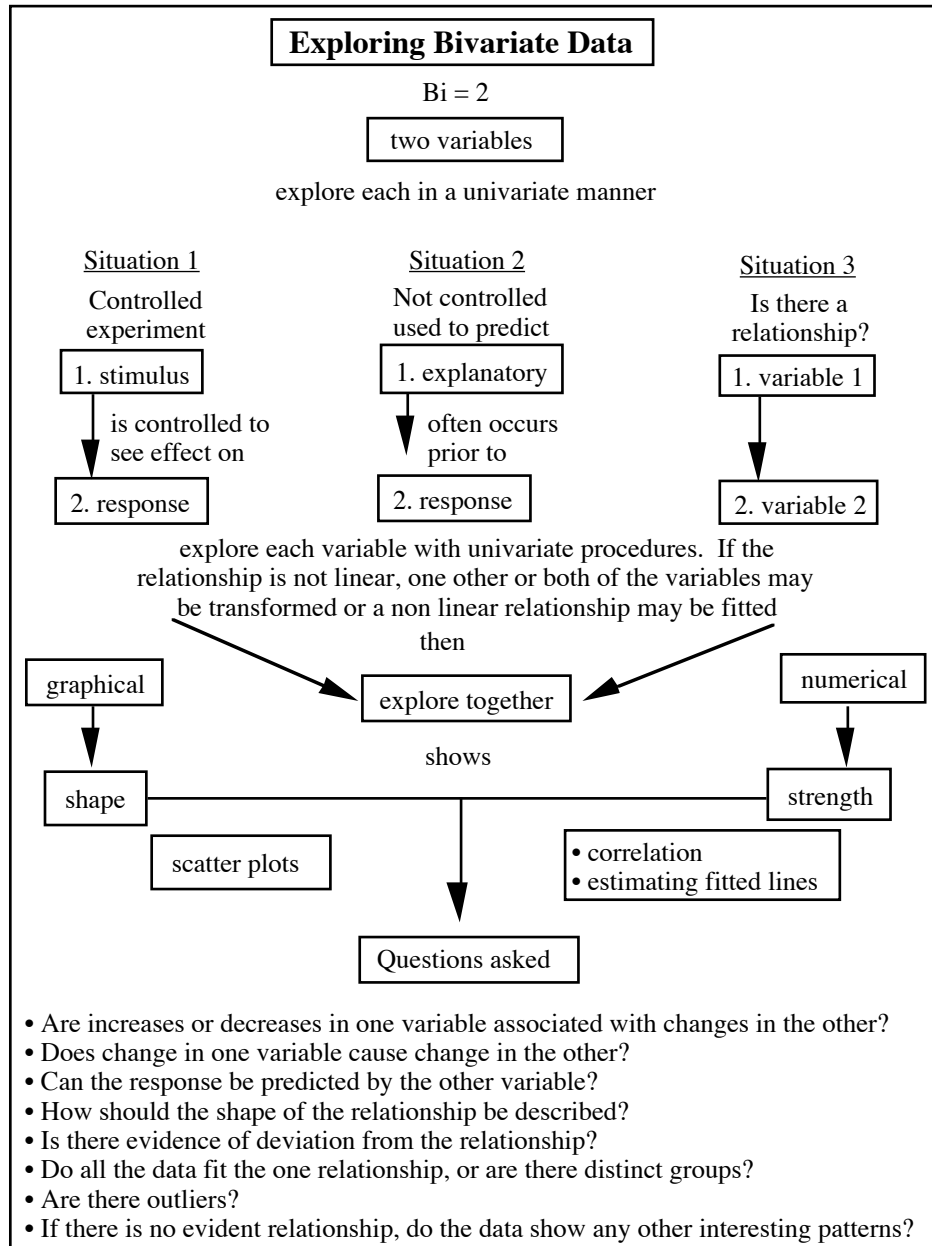 Exploring Bivariate Data
Bi = 2
two variables
explore each in a univariate manner
Situation 1
Controlled
experiment
1. stimulus
is controlled to
see effect on
2. response
Situation 2
Not controlled
used to predict
1. explanatory
often occurs
prior to
2. response
Situation 3
Is there a
relationship?
1. variable 1
2. variable 2
explore each variable with univariate procedures. If the
relationship is not linear, one other or both of the variables may
be transformed or a non linear relationship may be fitted
then
graphical
explore together
numerical
shows
shape
strength
scatter plots
• correlation
• estimating fitted lines
Questions asked
• Are increases or decreases in one variable associated with changes in the other?
• Does change in one variable cause change in the other?
• Can the response be predicted by the other variable?
• How should the shape of the relationship be described?
• Is there evidence of deviation from the relationship?
• Do all the data fit the one relationship, or are there distinct groups?
• Are there outliers?
• If there is no evident relationship, do the data show any other interesting patterns?